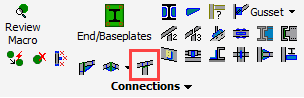 Review
Macro
End/Baseplates
? Gusset
Connections